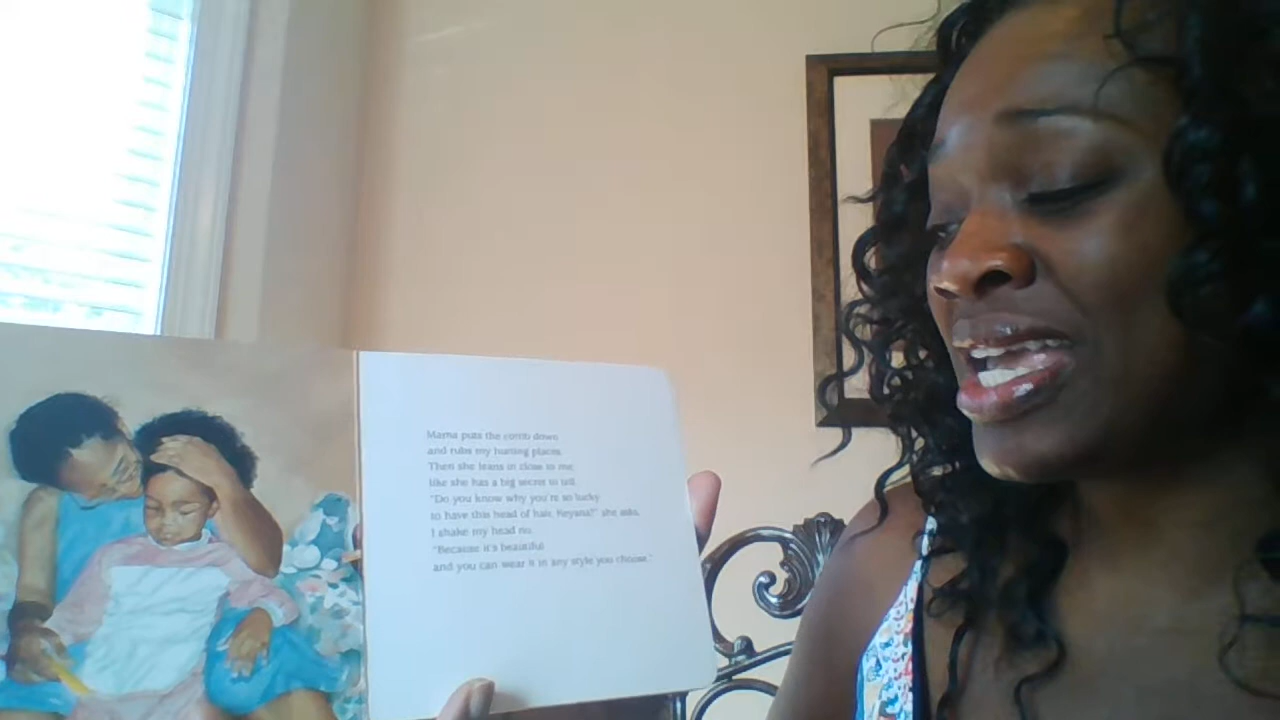 Mama puts the comb down
and rubs my hurting places.
Then she leans in close to me,
like she has a big secret to tell.
"Do you know why you're so lucky
to have this head of hair, Keyana?" she asks.
I shake my head no.
"Because it's beautiful
and you can wear it in any style you choose."